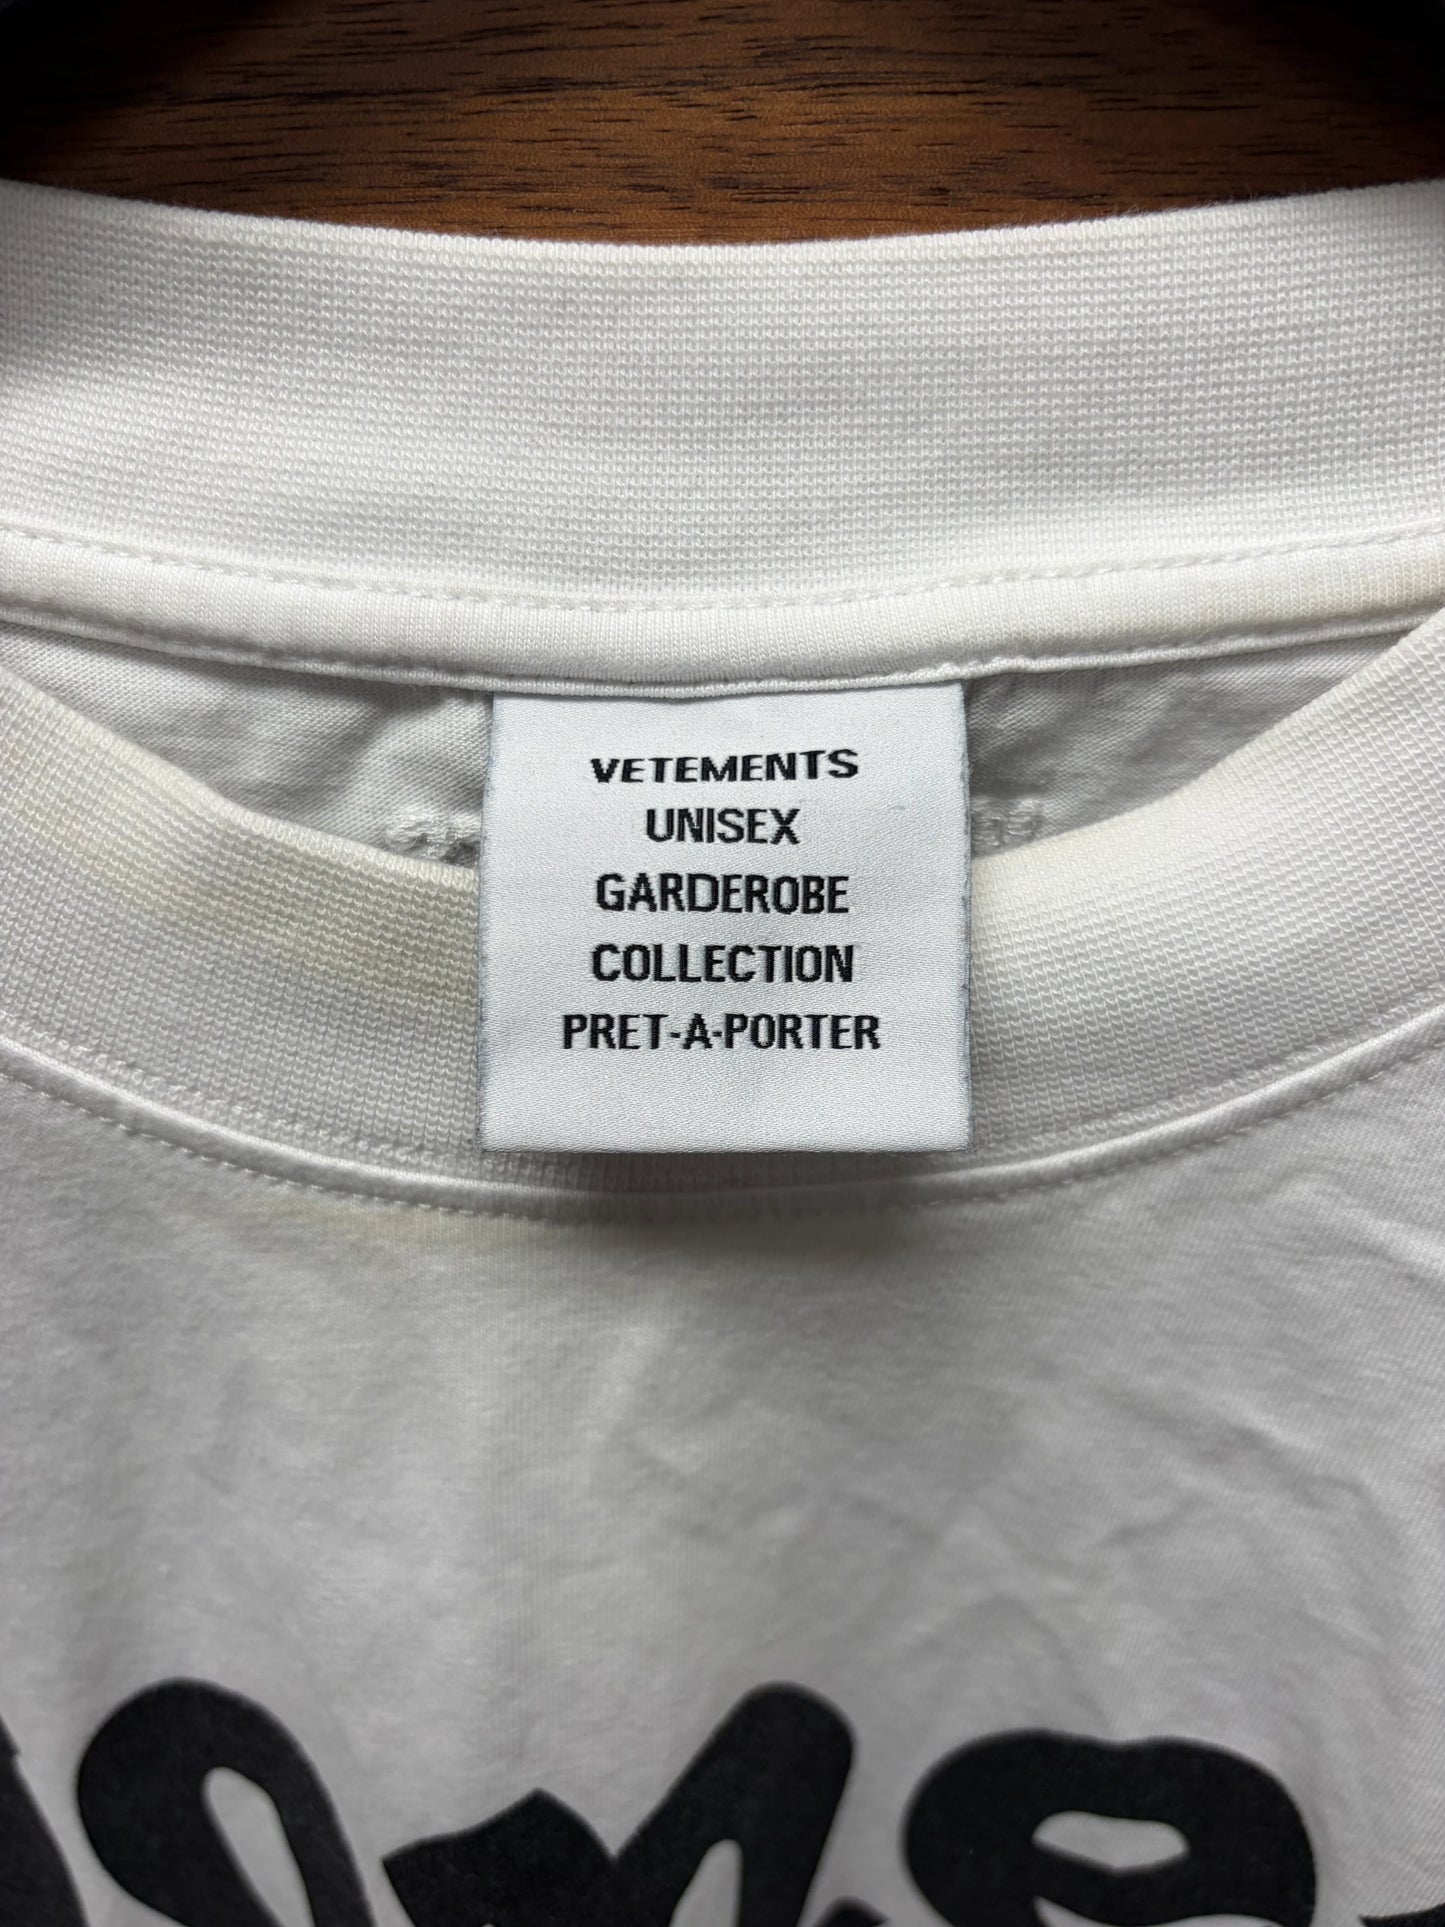 VETEMENTS
UNISEX
GARDEROBE
COLLECTION
PRET-A-PORTER